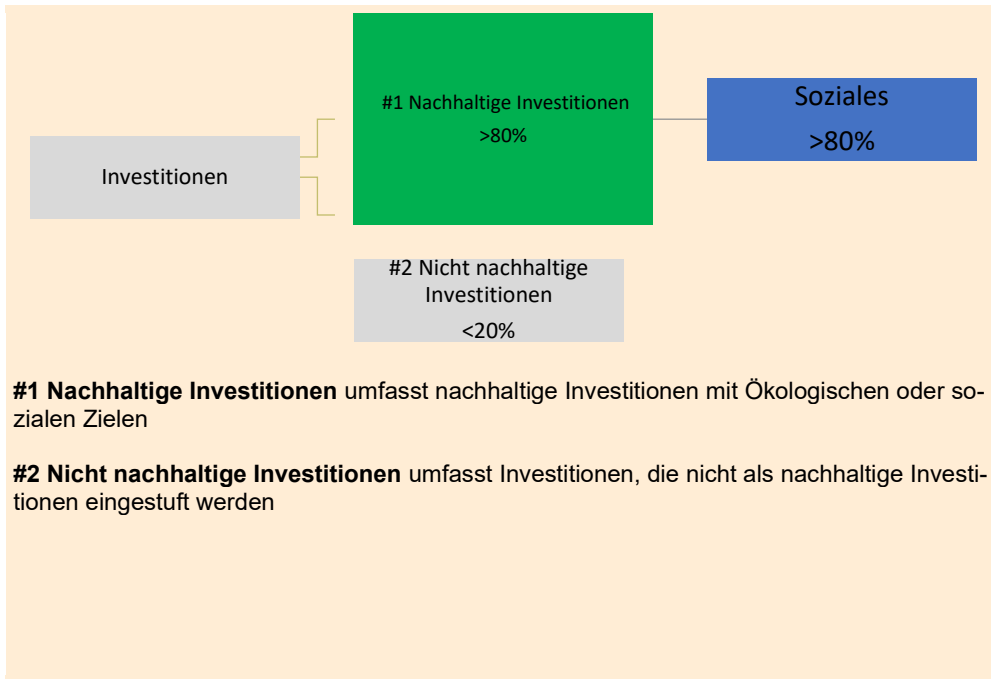 #1 Nachhaltige Investitionen
>80%
Soziales
>80%
Investitionen
#2 Nicht nachhaltige
Investitionen
<20%
#1 Nachhaltige Investitionen umfasst nachhaltige Investitionen mit Ökologischen oder so-
zialen Zielen
#2 Nicht nachhaltige Investitionen umfasst Investitionen, die nicht als nachhaltige Investi-
tionen eingestuft werden